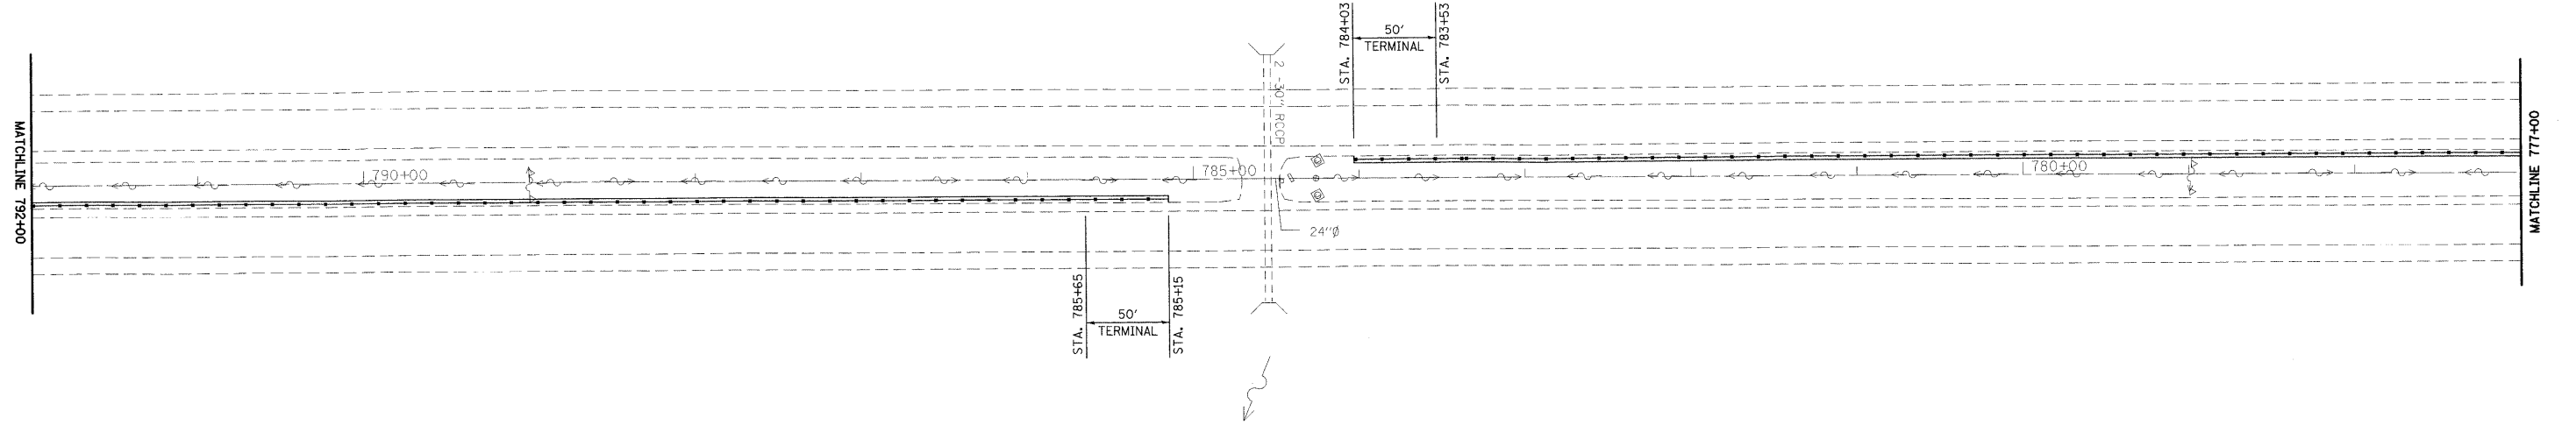 MATCHLINE 792+00
790+00
785+00
2 -30" RCCP
24"Ø
STA. 785+65
50'
TERMINAL
STA. 785+15
STA. 784+03
50'
TERMINAL
STA. 783+53
780+00
MATCHLINE 777+00